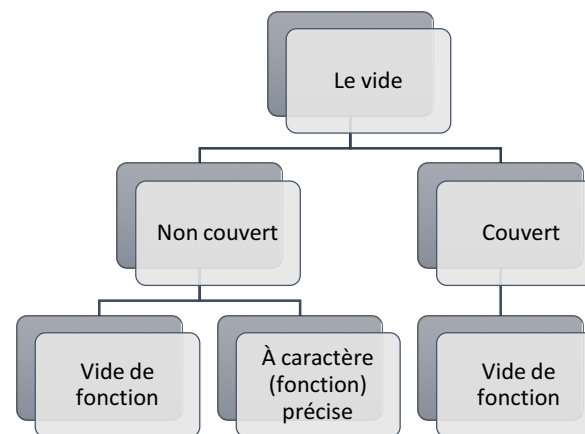 Le vide
Non couvert
Couvert
Vide de
fonction
À caractère
(fonction)
précise
Vide de
fonction